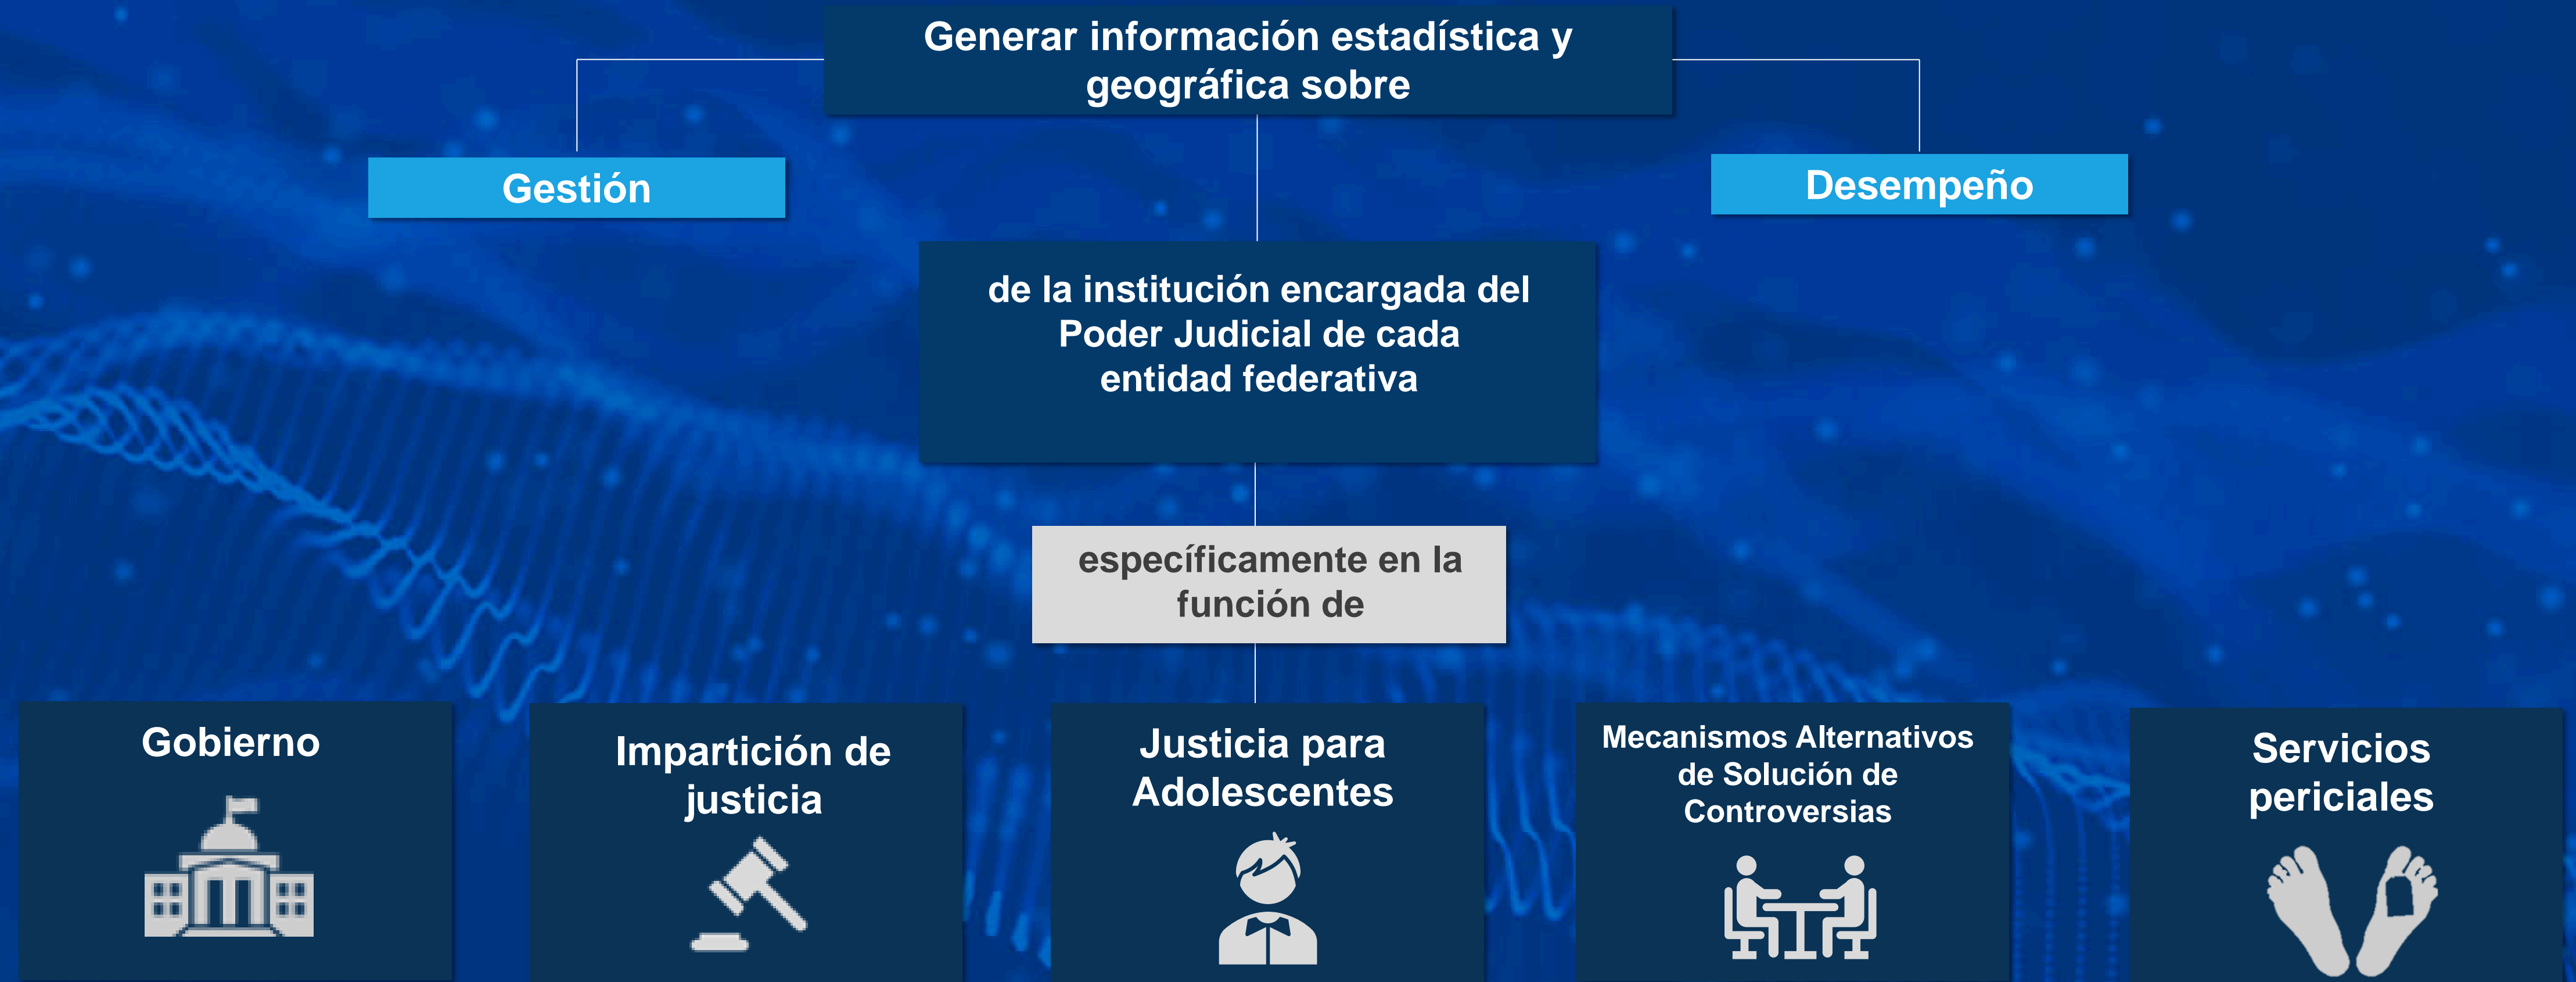 Generar información estadística y
geográfica sobre
Gestión
Desempeño
de la institución encargada del
Poder Judicial de cada
entidad federativa
específicamente en la
función de
Gobierno
Impartición de
justicia
Justicia para
Adolescentes
Mecanismos Alternativos
de Solución de
Controversias
Servicios
periciales